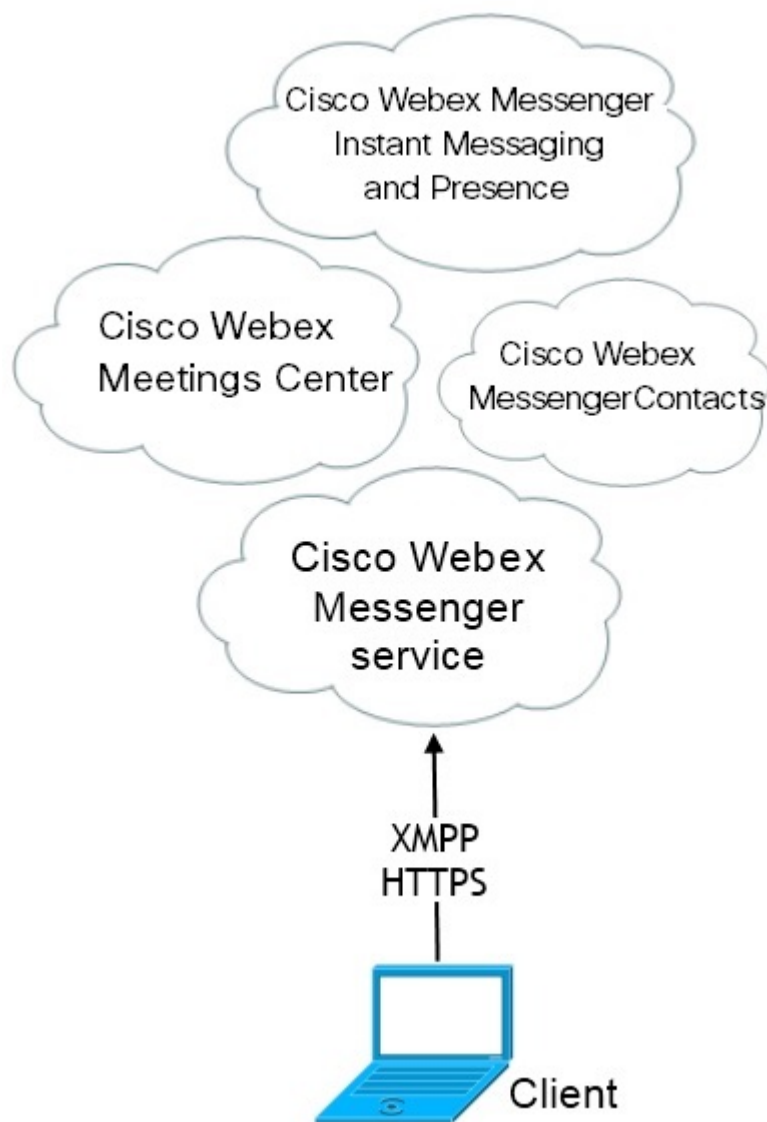 Cisco Webex Messenger
Instant Messaging
and Presence
Cisco Webex
Meetings Center
Cisco Webex
MessengerContacts
Cisco Webex
Messenger
service
XMPP
HTTPS
Client